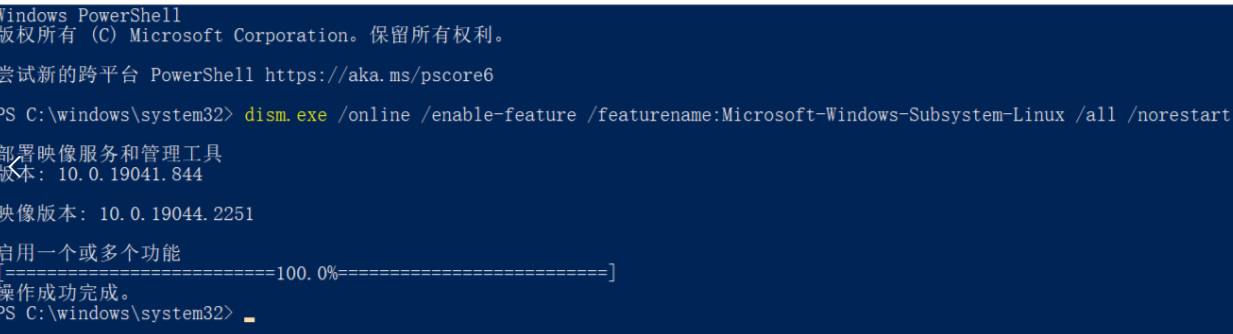 Windows PowerShell
版权所有 (C) Microsoft Corporation。保留所有权利。
尝试新的跨平台 PowerShell https://aka.ms/pscore6
PS C:\windows\system32> dism.exe /online /enable-feature /featurename:Microsoft-Windows-Subsystem-Linux /all /norestart
部署映像服务和管理工具
版本: 10.0.19041.844
映像版本: 10.0.19044.2251
启用一个或多个功能
[==========================100.0%==========================]
操作成功完成。
PS C:\windows\system32>